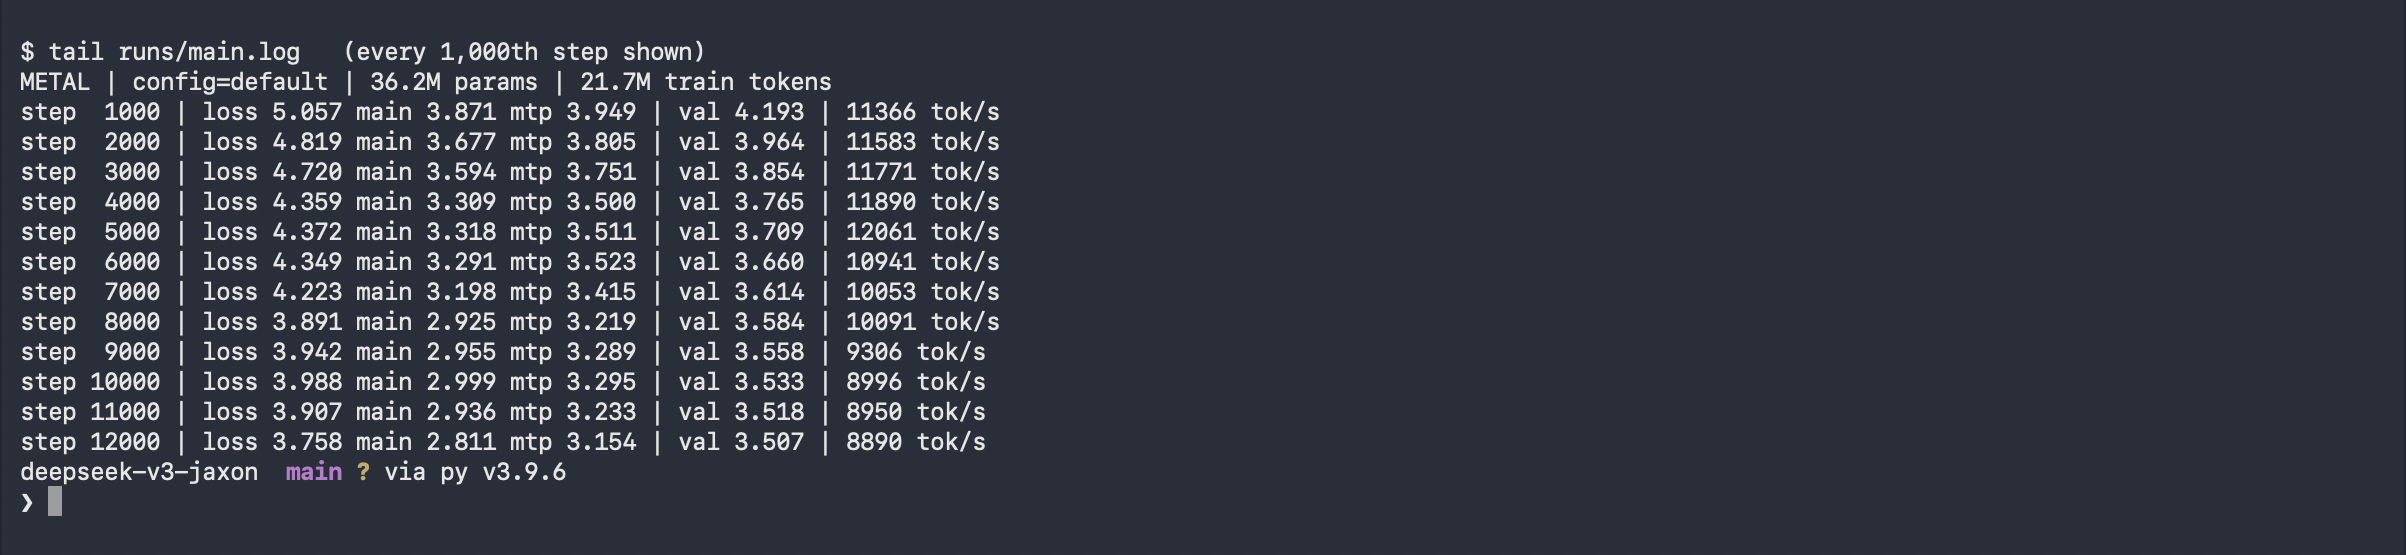 $ tail runs/main.log   (every 1,000th step shown)
METAL | config=default | 36.2M params | 21.7M train tokens
step  1000 | loss 5.057 main 3.871 mtp 3.949 | val 4.193 | 11366 tok/s
step  2000 | loss 4.819 main 3.677 mtp 3.805 | val 3.964 | 11583 tok/s
step  3000 | loss 4.720 main 3.594 mtp 3.751 | val 3.854 | 11771 tok/s
step  4000 | loss 4.359 main 3.309 mtp 3.500 | val 3.765 | 11890 tok/s
step  5000 | loss 4.372 main 3.318 mtp 3.511 | val 3.709 | 12061 tok/s
step  6000 | loss 4.349 main 3.291 mtp 3.523 | val 3.660 | 10941 tok/s
step  7000 | loss 4.223 main 3.198 mtp 3.415 | val 3.614 | 10053 tok/s
step  8000 | loss 3.891 main 2.925 mtp 3.219 | val 3.584 | 10091 tok/s
step  9000 | loss 3.942 main 2.955 mtp 3.289 | val 3.558 | 9306 tok/s
step 10000 | loss 3.988 main 2.999 mtp 3.295 | val 3.533 | 8996 tok/s
step 11000 | loss 3.907 main 2.936 mtp 3.233 | val 3.518 | 8950 tok/s
step 12000 | loss 3.758 main 2.811 mtp 3.154 | val 3.507 | 8890 tok/s
deepseek-v3-jaxon  main ? via py v3.9.6
❯